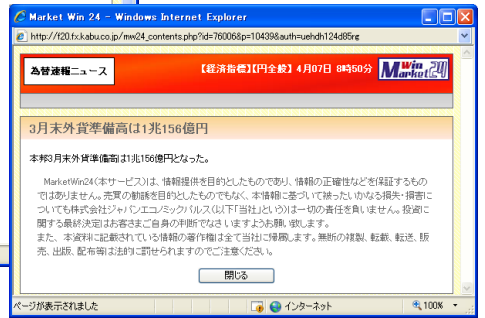 Market Win 24 - Windows Internet Explorer
http://f20.fx.kabu.co.jp/mw24_contents.php?id=76006&p=10439&auth=uehdh124d85rg
為替速報ニュース
【経済指標】【円全般】 4月07日 8時50分
Win
Market24
3月末外貨準備高は1兆156億円
本邦3月末外貨準備高は1兆156億円となった。
MarketWin24(本サービス)は、情報提供を目的としたものであり、情報の正確性などを保証するもの
ではありません。売買の勧誘を目的としたものでもなく、本情報に基づいて被ったいかなる損失・損害に
ついても株式会社ジャパンエコノミックパルス(以下「当社」という)は一切の責任を負いません。投資に関
する最終決定はお客さまご自身の判断でなさいますようお願い致します。
また、本資料に記載されている情報の著作権は全て当社に帰属します。無断の複製、転載、転送、販
売、出版、配布等は法的に罰せられますのでご注意ください。
閉じる
ページが表示されました
インターネット
100%